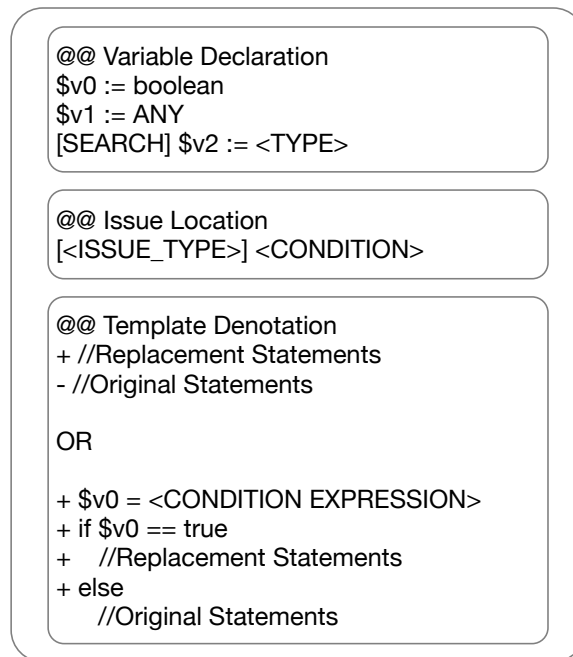 @@ Variable Declaration
$v0 := boolean
$v1 := ANY
[SEARCH] $v2 := <TYPE>
@@ Issue Location
[<ISSUE_TYPE>] <CONDITION>
@@ Template Denotation
+ //Replacement Statements
- //Original Statements
OR
+ $v0 = <CONDITION EXPRESSION>
+ if $v0 == true
+    //Replacement Statements
+ else
//Original Statements